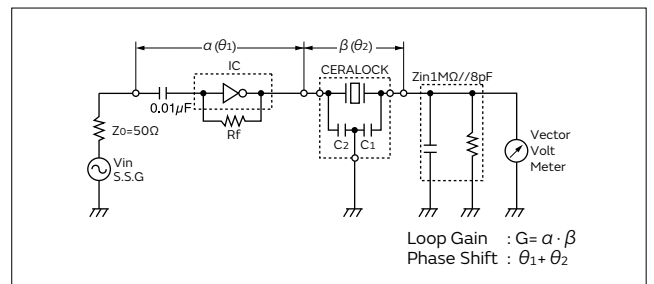 α (θ1)
β (θ2)
IC
CERALOCK
Zin1MΩ//8pF
0.01μF
Rf
Z0=50Ω
C2
C1
Vector
Volt
Meter
Vin
S.S.G
Loop Gain : G= α · β
Phase Shift : θ1+ θ2